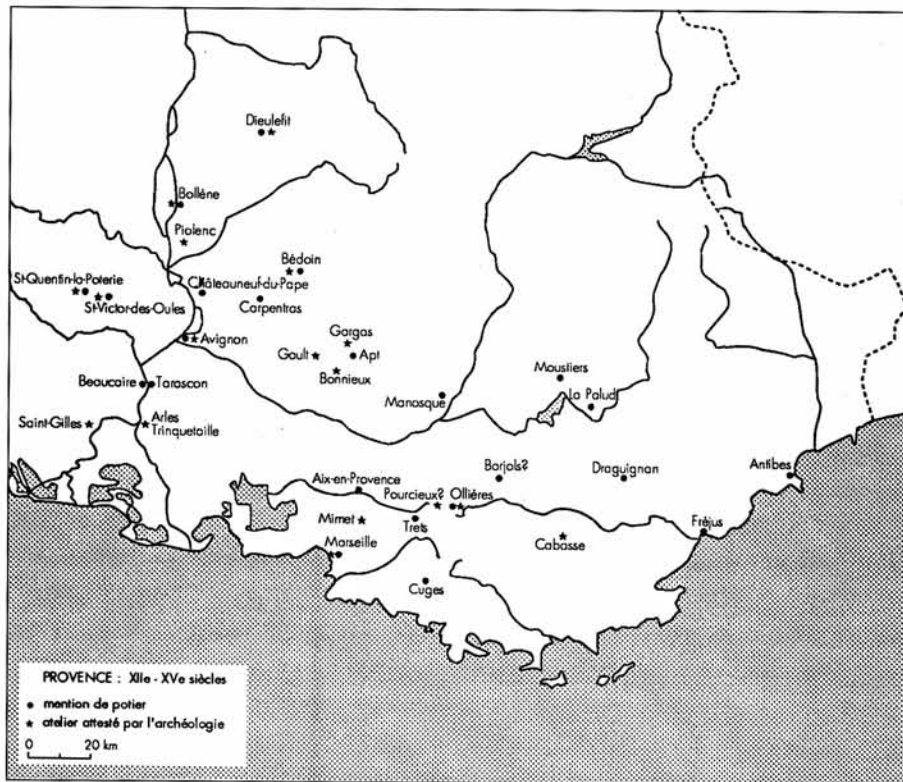 Dieulefit
Bollène
Piolenc
Bédoin
St-Quentin-la-Poterie
Châteauneuf-du-Pape
St-Victor-des-Oules
Carpentras
Avignon
Gargas
Goult
Apt
Bonnieux
Moustiers
Beaucaire
Tarascon
Manosque
La Palud
Saint-Gilles
Arles
Trinquetaille
Barjols?
Draguignan
Antibes
Aix-en-Provence
Pourcieux?
Ollières
Mimet
Trets
Fréjus
Cabasse
Marseille
Cuges
PROVENCE : XIIe - XVe siècles
mention de potier
atelier attesté par l'archéologie
0 20 km